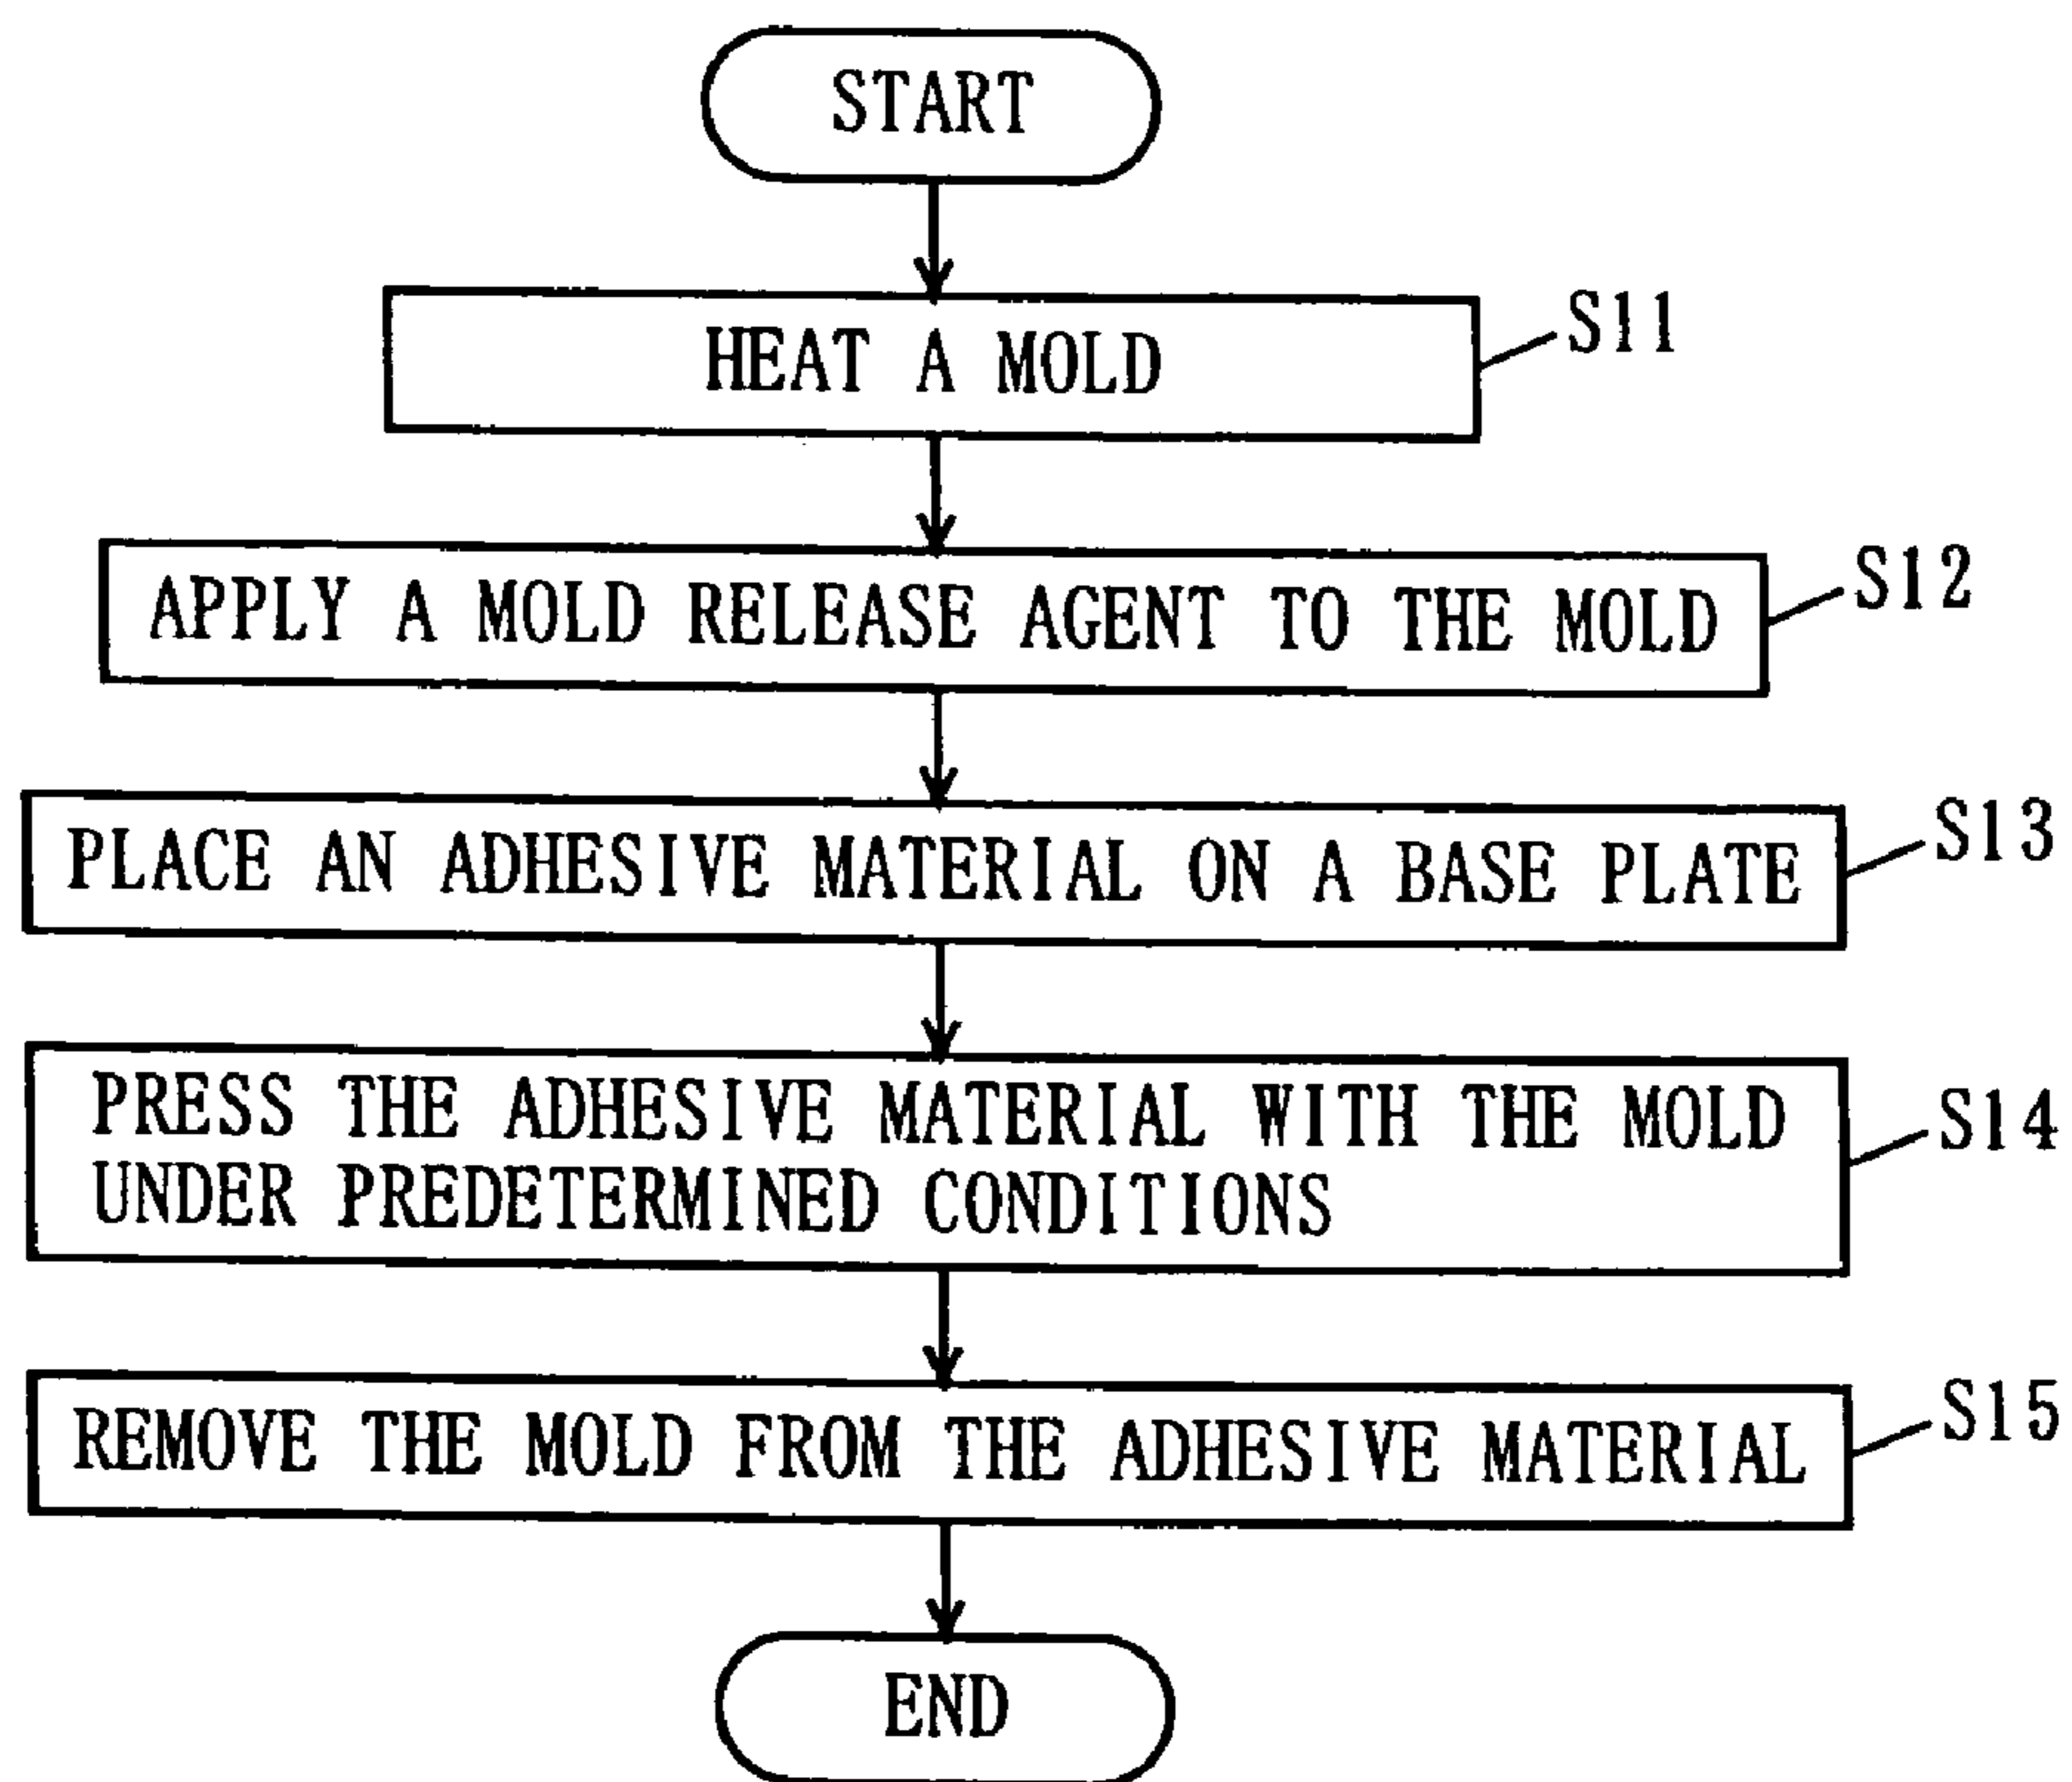 START
HEAT A MOLD
S11
APPLY A MOLD RELEASE AGENT TO THE MOLD
S12
PLACE AN ADHESIVE MATERIAL ON A BASE PLATE
S13
PRESS THE ADHESIVE MATERIAL WITH THE MOLD
UNDER PREDETERMINED CONDITIONS
S14
REMOVE THE MOLD FROM THE ADHESIVE MATERIAL
S15
END